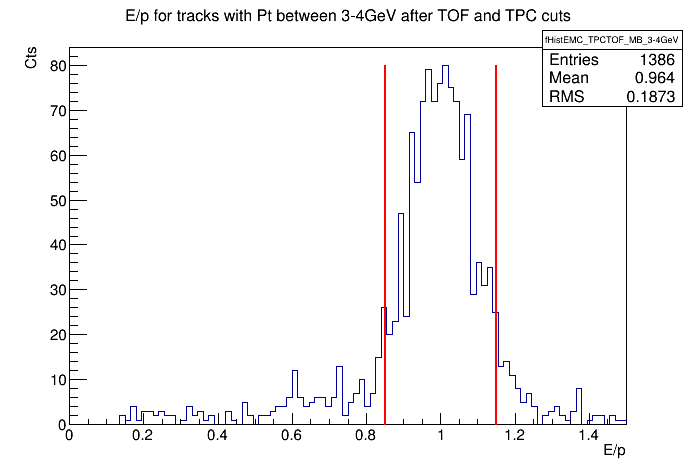 E/p for tracks with Pt between 3-4GeV after TOF and TPC cuts
fHistEMC_TPCTOF_MB_3-4GeV
Entries 1386
Mean 0.964
RMS 0.1873
Cts
80
70
60
50
40
30
20
10
0
0 0.2 0.4 0.6 0.8 1 1.2 1.4
E/p